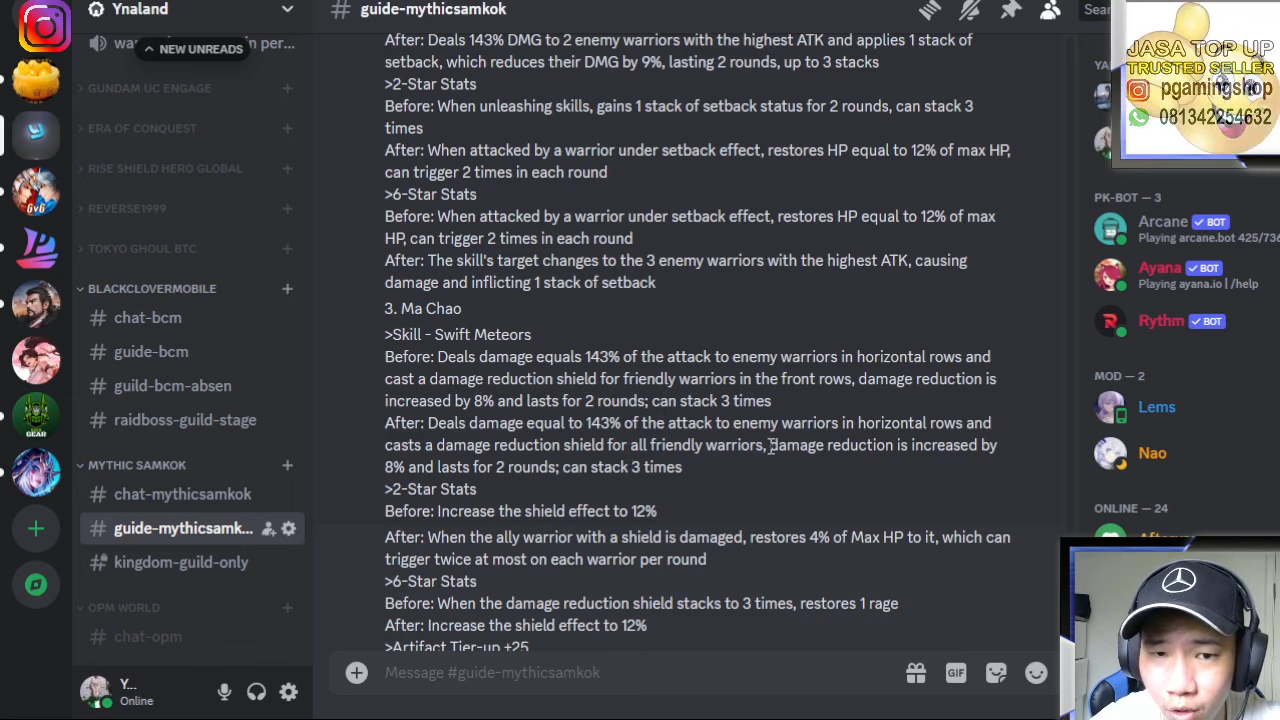 Ynaland
NEW UNREADS
GUNDAM UC ENGAGE
ERA OF CONQUEST
RISE SHIELD HERO GLOBAL
REVERSE1999
TOKYO GHOUL BTC
BLACKCLOVERMOBILE
chat-bcm
guide-bcm
guild-bcm-absen
raidboss-guild-stage
MYTHIC SAMKOK
chat-mythicsamkok
guide-mythicsamk...
kingdom-guild-only
OPM WORLD
chat-opm
Y...
Online
6v6
GEAR
guide-mythicsamkok
After: Deals 143% DMG to 2 enemy warriors with the highest ATK and applies 1 stack of
setback, which reduces their DMG by 9%, lasting 2 rounds, up to 3 stacks
>2-Star Stats
Before: When unleashing skills, gains 1 stack of setback status for 2 rounds, can stack 3
times
After: When attacked by a warrior under setback effect, restores HP equal to 12% of max HP,
can trigger 2 times in each round
>6-Star Stats
Before: When attacked by a warrior under setback effect, restores HP equal to 12% of max
HP, can trigger 2 times in each round
After: The skill's target changes to the 3 enemy warriors with the highest ATK, causing
damage and inflicting 1 stack of setback
3. Ma Chao
>Skill - Swift Meteors
Before: Deals damage equals 143% of the attack to enemy warriors in horizontal rows and
cast a damage reduction shield for friendly warriors in the front rows, damage reduction is
increased by 8% and lasts for 2 rounds; can stack 3 times
After: Deals damage equal to 143% of the attack to enemy warriors in horizontal rows and
casts a damage reduction shield for all friendly warriors, damage reduction is increased by
8% and lasts for 2 rounds; can stack 3 times
>2-Star Stats
Before: Increase the shield effect to 12%
After: When the ally warrior with a shield is damaged, restores 4% of Max HP to it, which can
trigger twice at most on each warrior per round
>6-Star Stats
Before: When the damage reduction shield stacks to 3 times, restores 1 rage
After: Increase the shield effect to 12%
>Artifact Tier-up +25
Message #guide-mythicsamkok
GIF
Sear
JASA TOP UP
TRUSTED SELLER
pgamingshop
081342254632
PK-BOT — 3
Arcane BOT
Playing arcane.bot 425/736
Ayana BOT
Playing ayana.io | /help
Rythm BOT
MOD — 2
Lems
Nao
ONLINE — 24